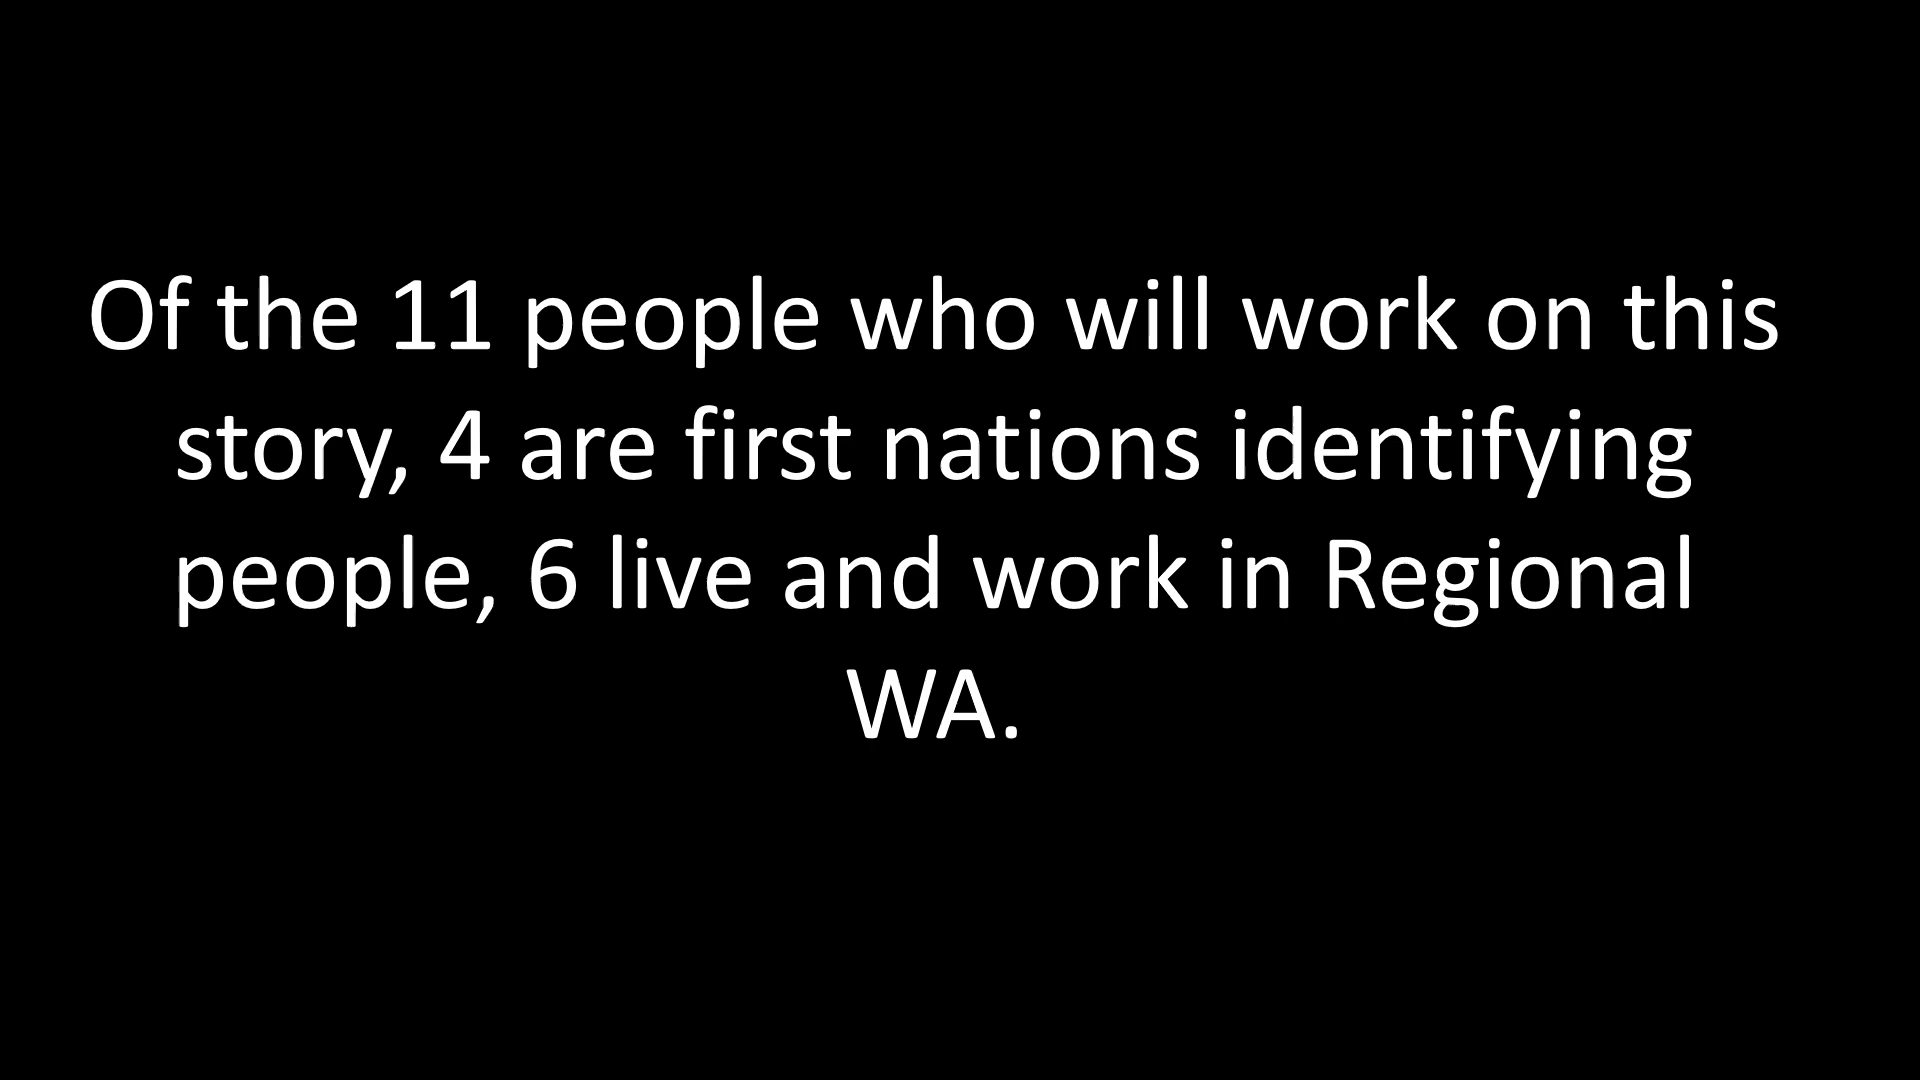 Of the 11 people who will work on this
story, 4 are first nations identifying
people, 6 live and work in Regional
WA.